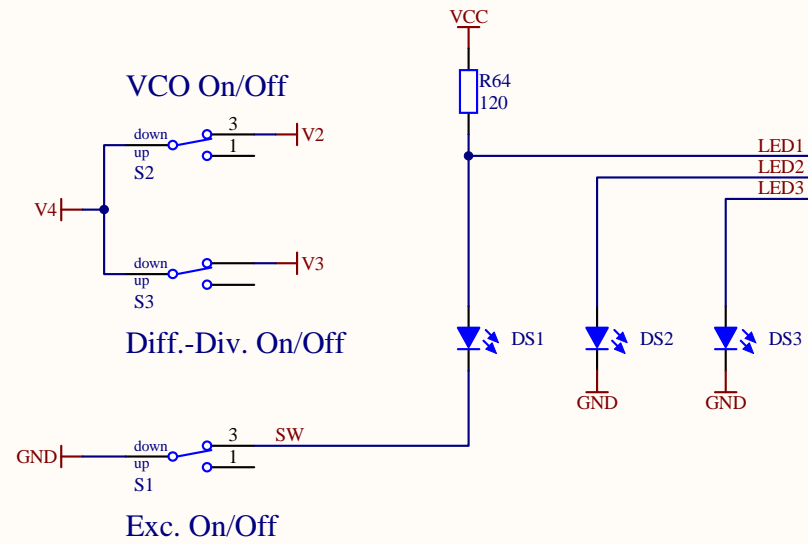 VCC
R64
120
VCO On/Off
down
up
S2
3
1
V2
LED1
LED2
LED3
V4
down
up
S3
V3
Diff.-Div. On/Off
DS1
DS2
DS3
GND
GND
GND
down
up
S1
3
1
SW
Exc. On/Off